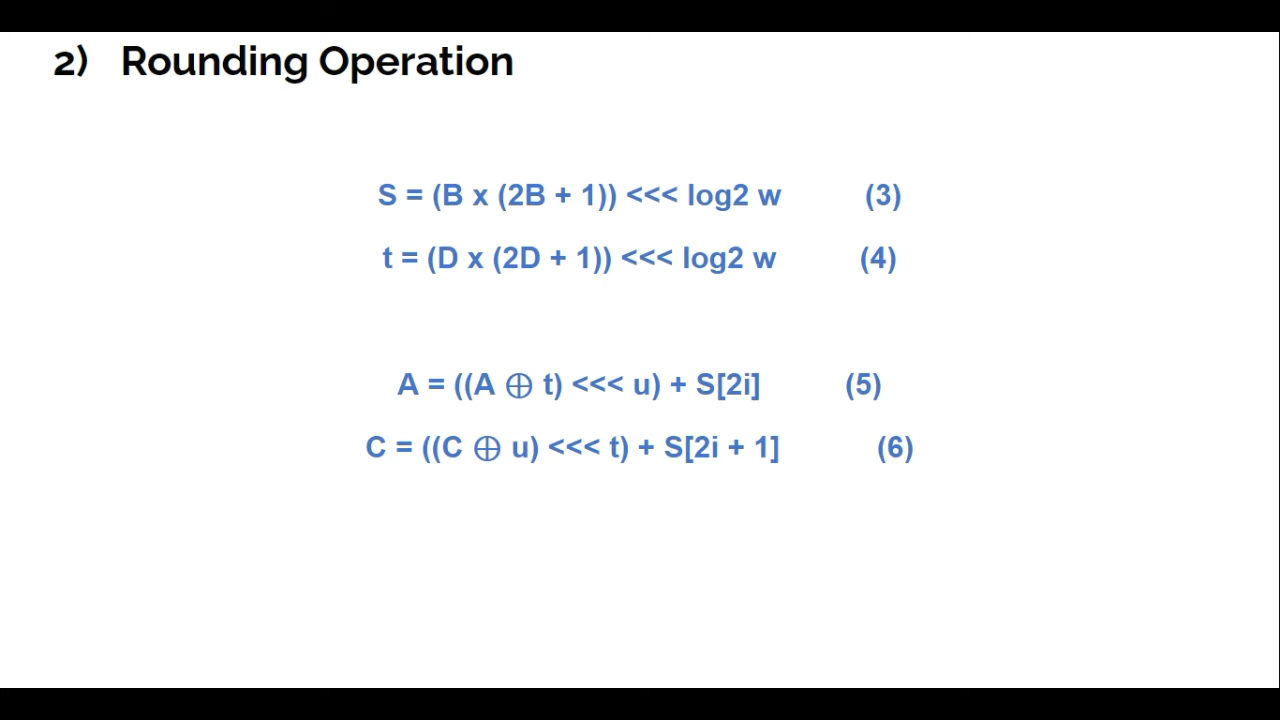 2) Rounding Operation
S = (B x (2B + 1)) <<< log2 w (3)
t = (D x (2D + 1)) <<< log2 w (4)
A = ((A ⊕ t) <<< u) + S[2i] (5)
C = ((C ⊕ u) <<< t) + S[2i + 1] (6)